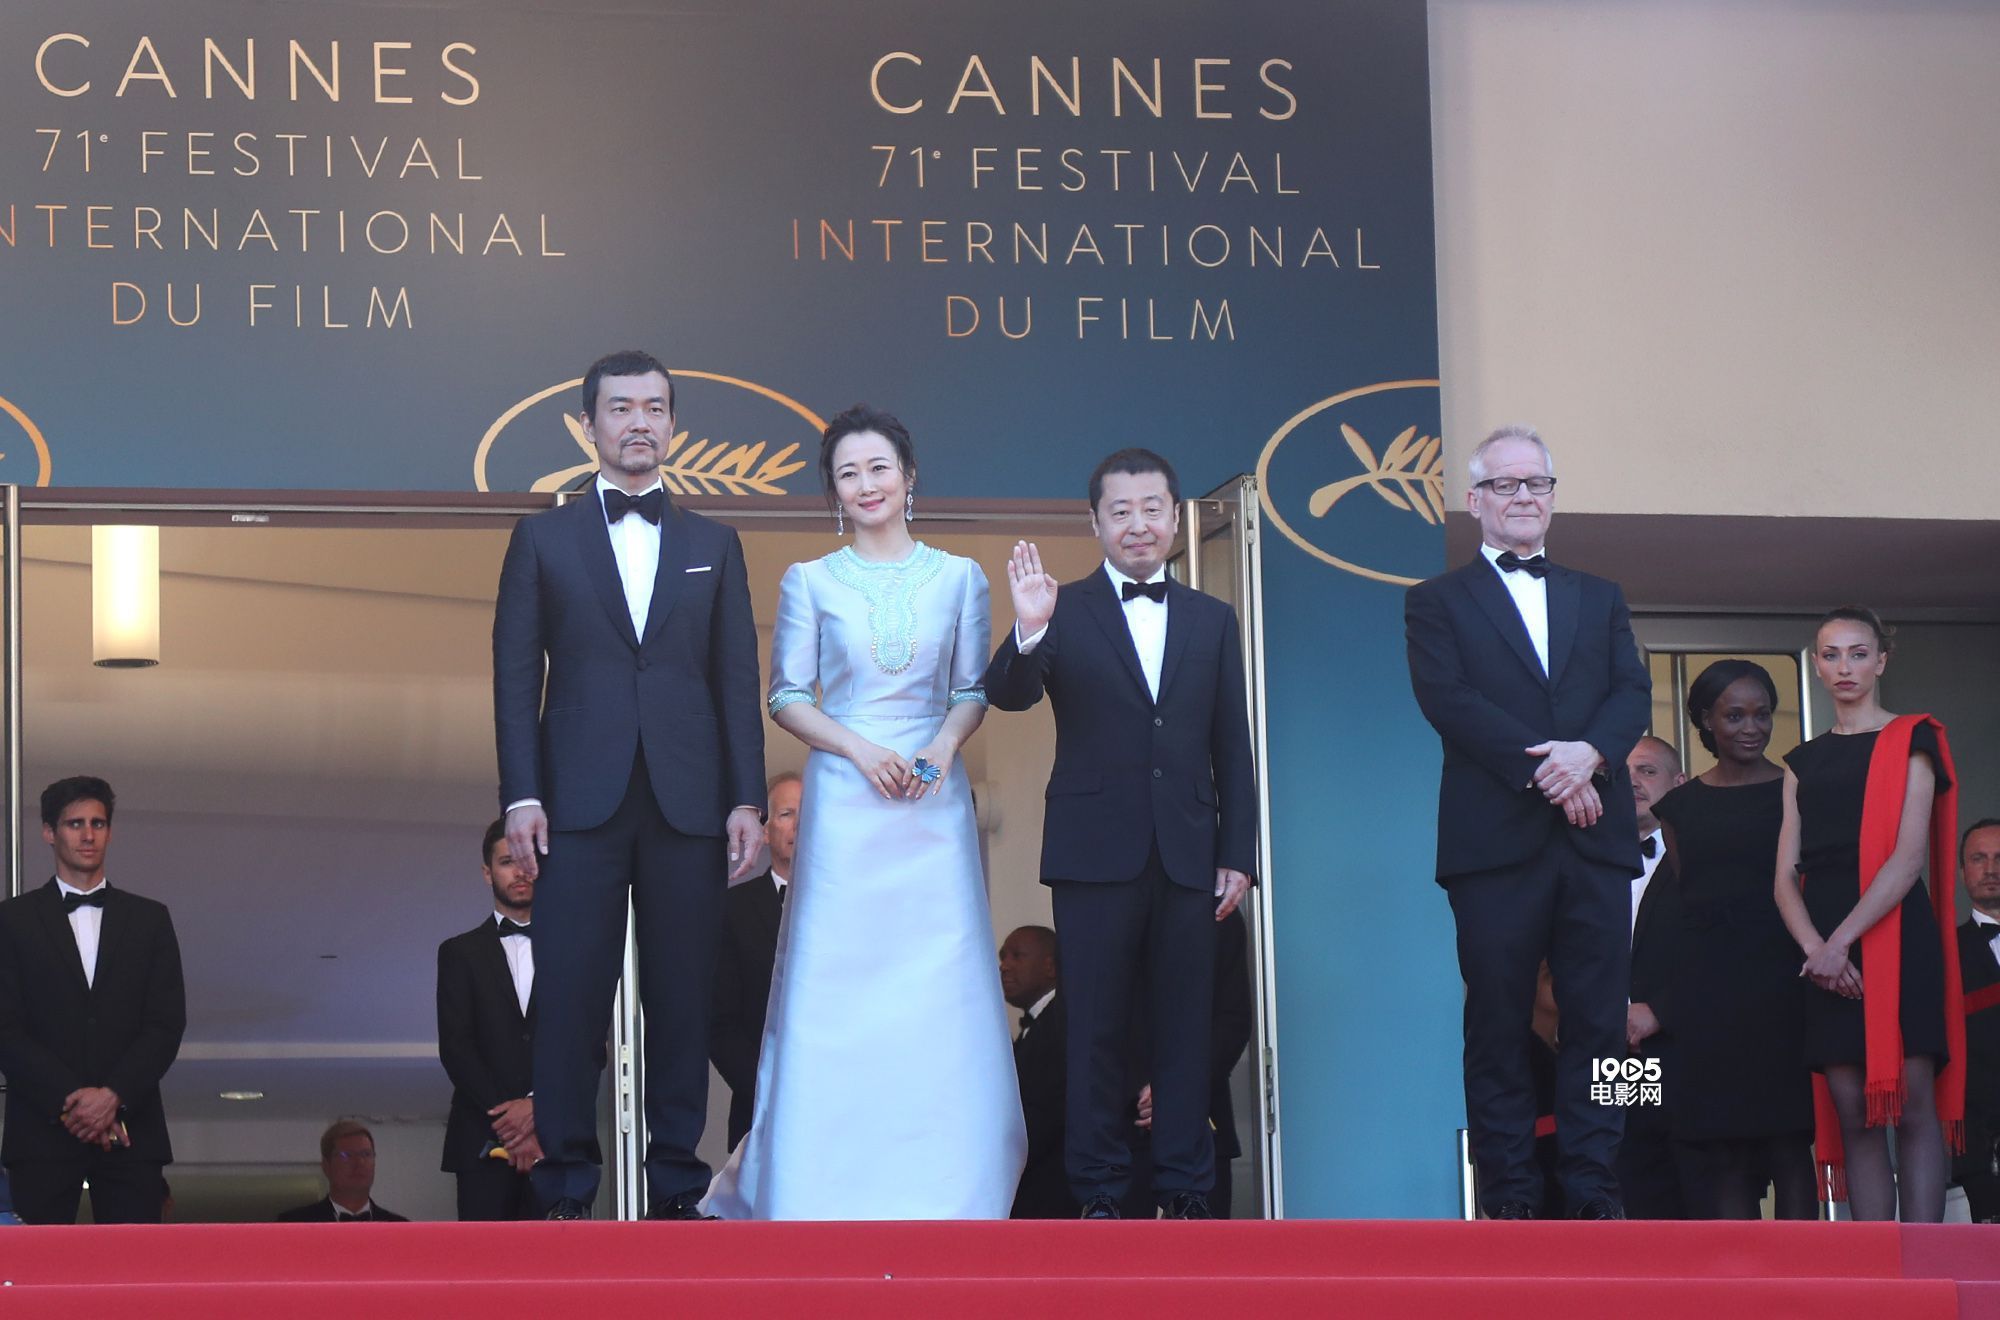 CANNES
71e FESTIVAL
INTERNATIONAL
DU FILM
CANNES
71e FESTIVAL
INTERNATIONAL
DU FILM
1905
电影网